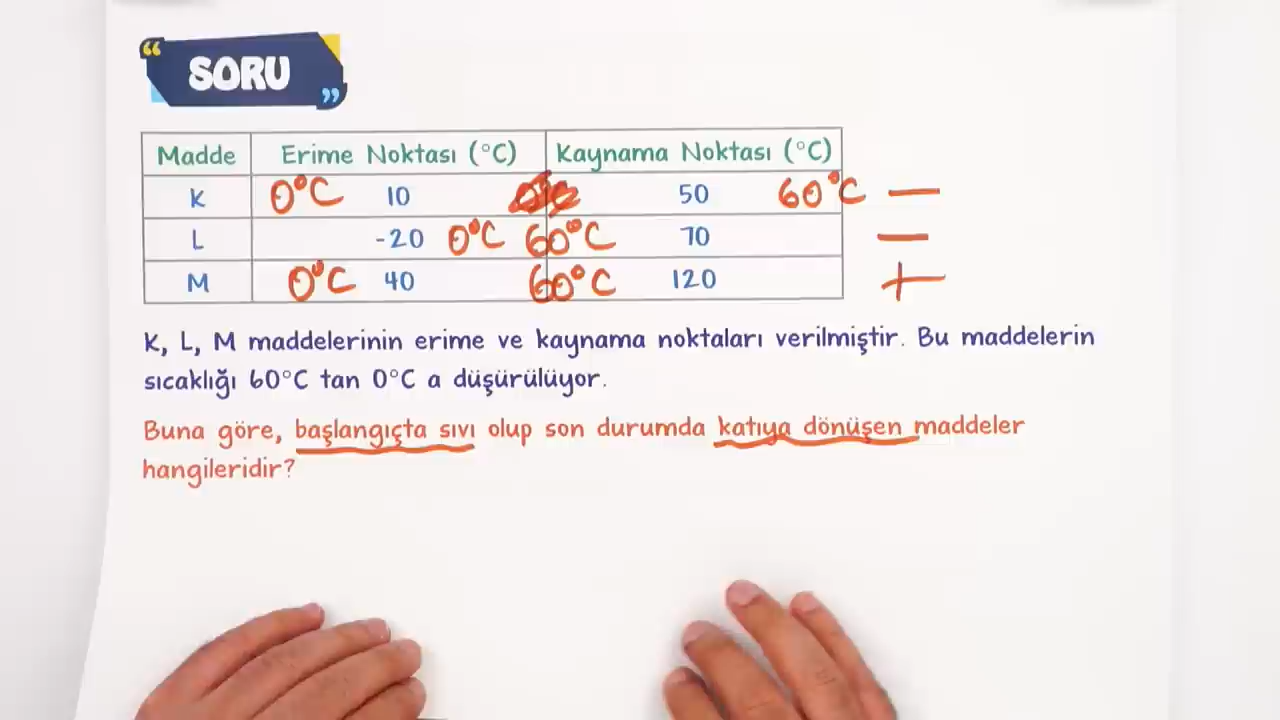 “
SORU
”
Madde Erime Noktası (°C) Kaynama Noktası (°C)
K 0°C 10 50 60°C —
L -20 0°C 60°C 70 —
M 0°C 40 60°C 120 +
K, L, M maddelerinin erime ve kaynama noktaları verilmiştir. Bu maddelerin
sıcaklığı 60°C tan 0°C a düşürülüyor.
Buna göre, başlangıçta sıvı olup son durumda katıya dönüşen maddeler
hangileridir?